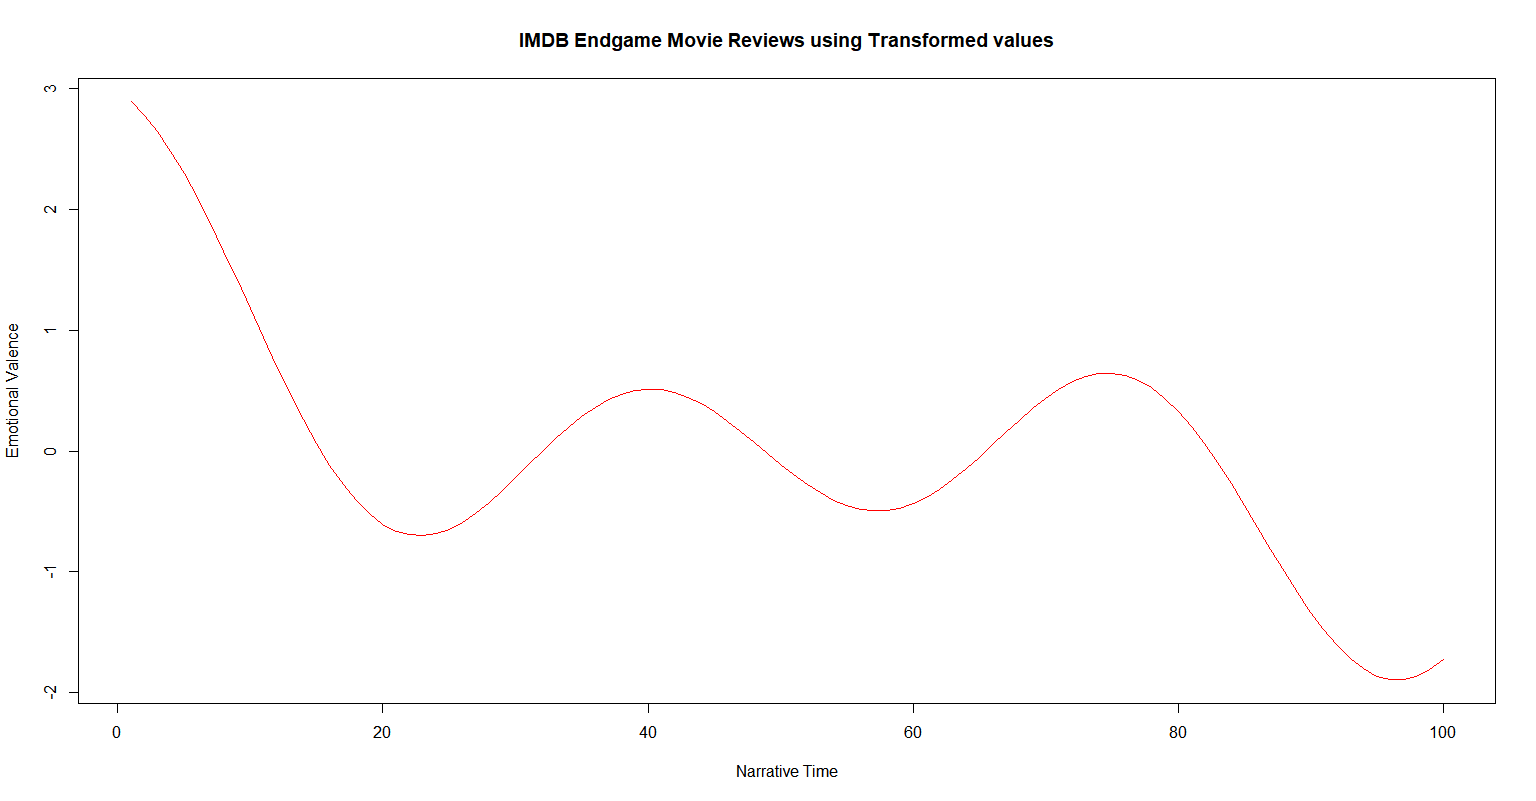 IMDB Endgame Movie Reviews using Transformed values
3
2
1
0
-1
-2
Emotional Valence
0 20 40 60 80 100
Narrative Time